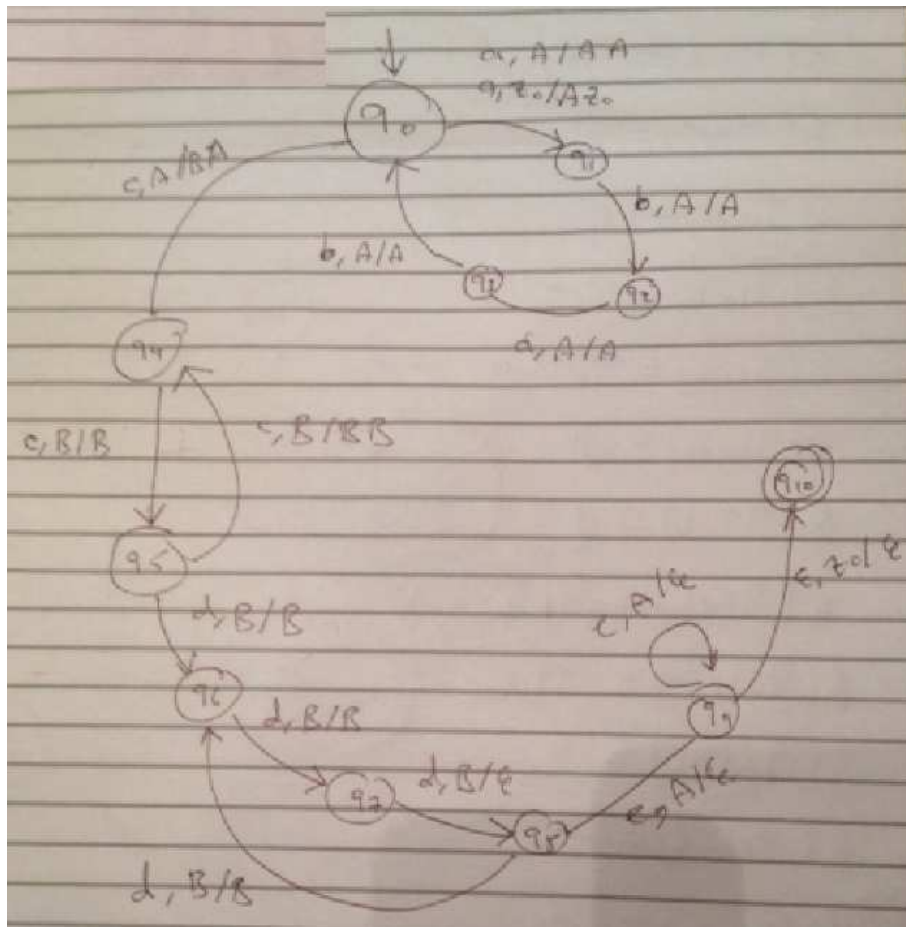 a, A/AA
a, z₀/Az₀
q₀
q₁
c, A/BA
b, A/A
b, A/A
q₃
q₂
a, A/A
q₄
c, B/B
c, B/BB
q₁₀
q₅
ε, z₀/ε
d, B/B
e, A/ε
q₆
q₉
d, B/B
q₇
d, B/ε
e, A/ε
q₈
d, B/B